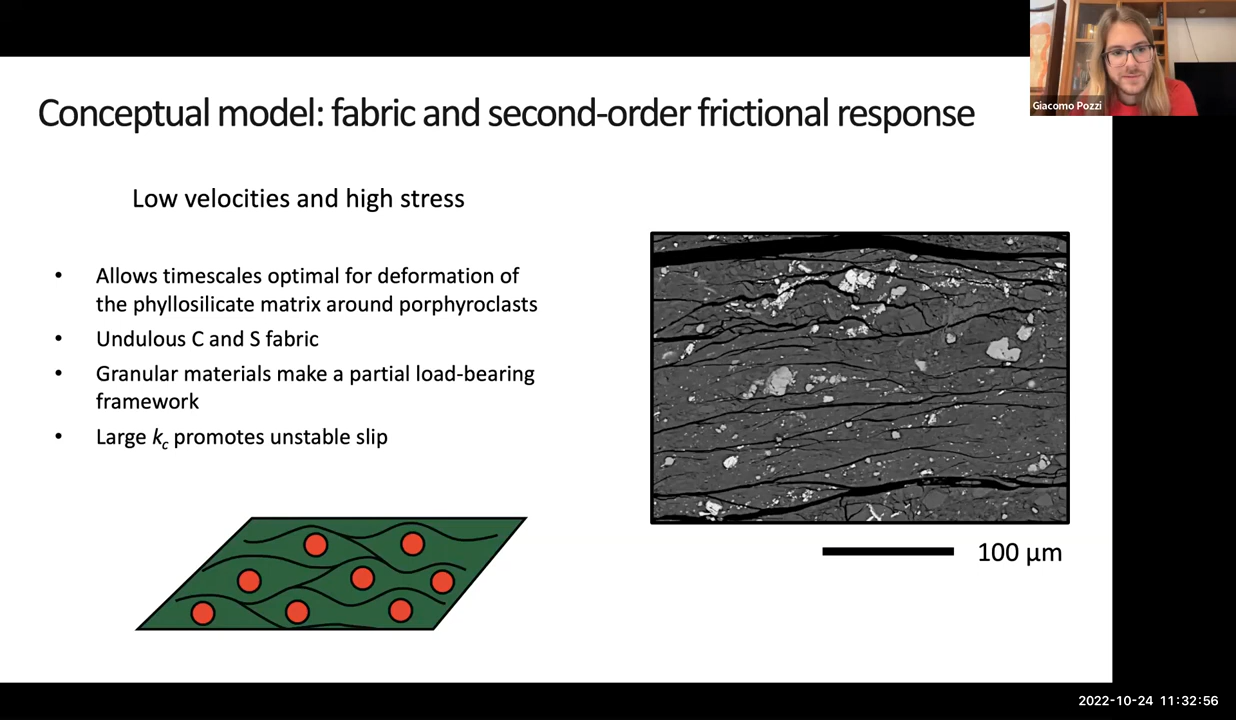 Giacomo Pozzi
Conceptual model: fabric and second-order frictional response
Low velocities and high stress
• Allows timescales optimal for deformation of
the phyllosilicate matrix around porphyroclasts
• Undulous C and S fabric
• Granular materials make a partial load-bearing
framework
• Large kc promotes unstable slip
100 μm
2022-10-24 11:32:56